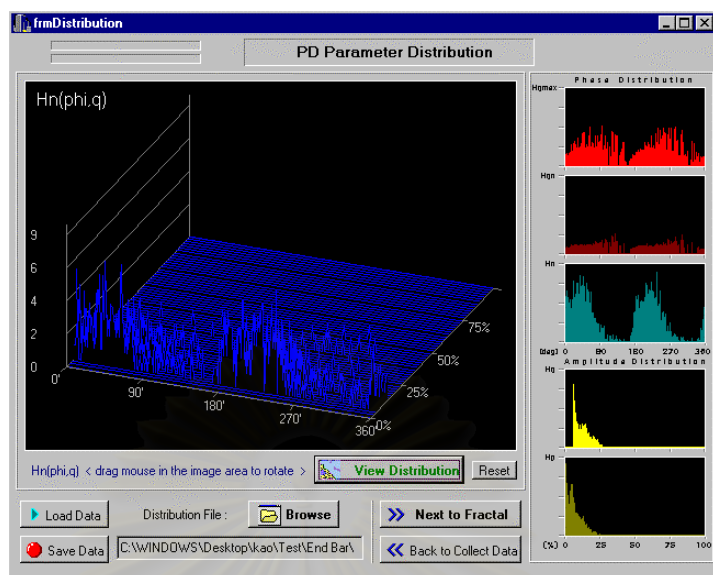 frmDistribution
PD Parameter Distribution
Hn(phi,q)
9
6
4
2
0
0'
90'
180'
270'
360'
0%
25%
50%
75%
Hn(phi,q) < drag mouse in the image area to rotate >
View Distribution
Reset
Load Data
Distribution File :
Browse
Next to Fractal
Save Data
C:\WINDOWS\Desktop\kao\Test\End Bar\
Back to Collect Data
Phase Distribution
Hqmax
Hqn
Hn
(deg) 0 90 180 270 360
Amplitude Distribution
Hq
Hp
(%) 0 25 50 75 100